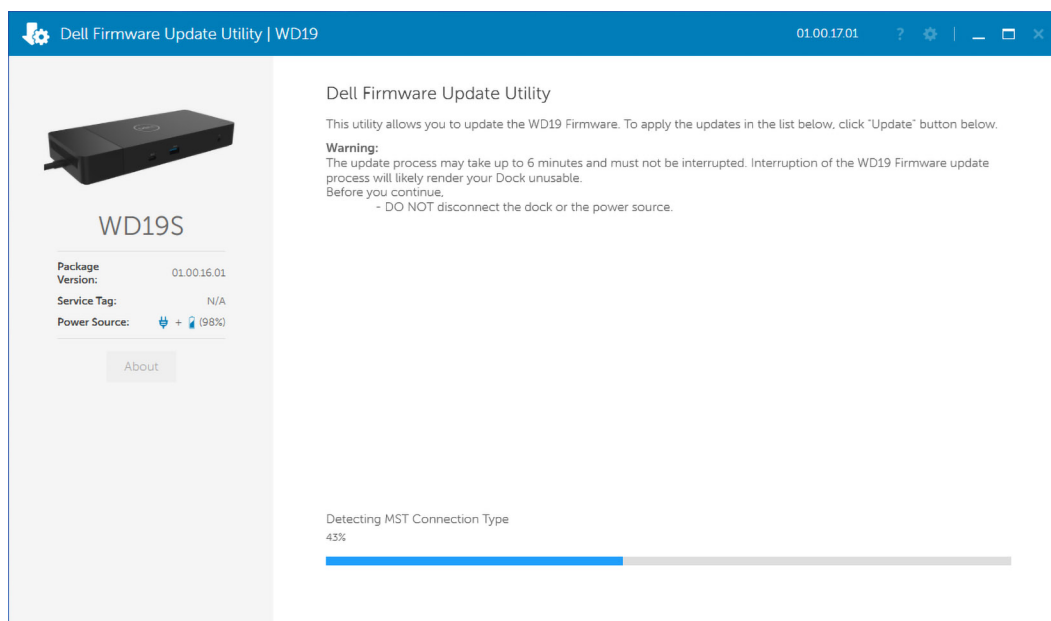 Dell Firmware Update Utility | WD19
01.00.17.01
?
WD19S
Package
Version:
01.00.16.01
Service Tag: N/A
Power Source: + (98%)
About
Dell Firmware Update Utility
This utility allows you to update the WD19 Firmware. To apply the updates in the list below, click "Update" button below.
Warning:
The update process may take up to 6 minutes and must not be interrupted. Interruption of the WD19 Firmware update
process will likely render your Dock unusable.
Before you continue,
- DO NOT disconnect the dock or the power source.
Detecting MST Connection Type
43%